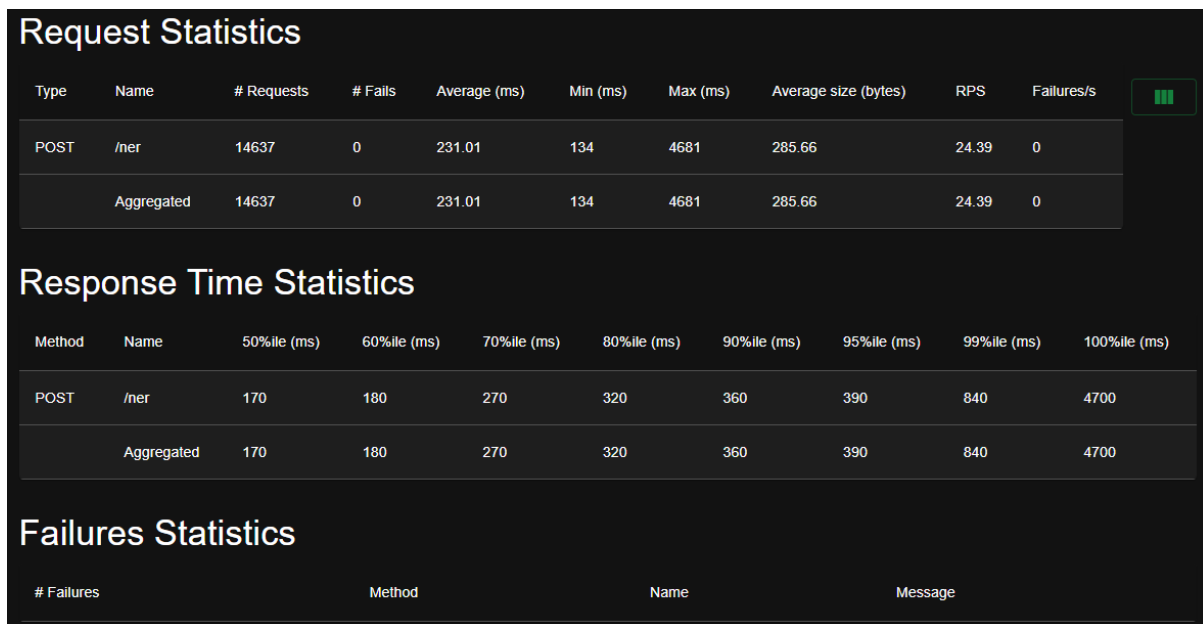 Request Statistics
Type Name # Requests # Fails Average (ms) Min (ms) Max (ms) Average size (bytes) RPS Failures/s
POST /ner 14637 0 231.01 134 4681 285.66 24.39 0
Aggregated 14637 0 231.01 134 4681 285.66 24.39 0
Response Time Statistics
Method Name 50%ile (ms) 60%ile (ms) 70%ile (ms) 80%ile (ms) 90%ile (ms) 95%ile (ms) 99%ile (ms) 100%ile (ms)
POST /ner 170 180 270 320 360 390 840 4700
Aggregated 170 180 270 320 360 390 840 4700
Failures Statistics
# Failures Method Name Message